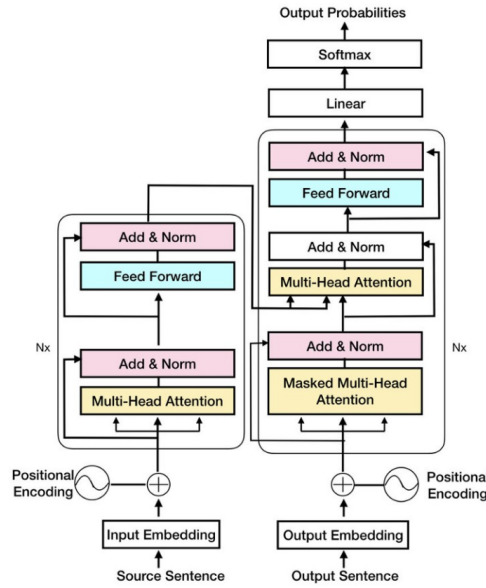 Output Probabilities
Softmax
Linear
Add & Norm
Feed Forward
Add & Norm
Multi-Head Attention
Add & Norm
Masked Multi-Head
Attention
Nx
Add & Norm
Feed Forward
Add & Norm
Multi-Head Attention
Nx
Positional
Encoding
Positional
Encoding
Input Embedding
Output Embedding
Source Sentence
Output Sentence